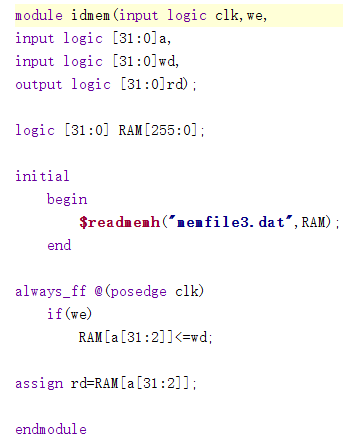 module idmem(input logic clk,we,
input logic [31:0]a,
input logic [31:0]wd,
output logic [31:0]rd);
logic [31:0] RAM[255:0];
initial
begin
$readmemh("memfile3.dat",RAM);
end
always_ff @(posedge clk)
if(we)
RAM[a[31:2]]<=wd;
assign rd=RAM[a[31:2]];
endmodule